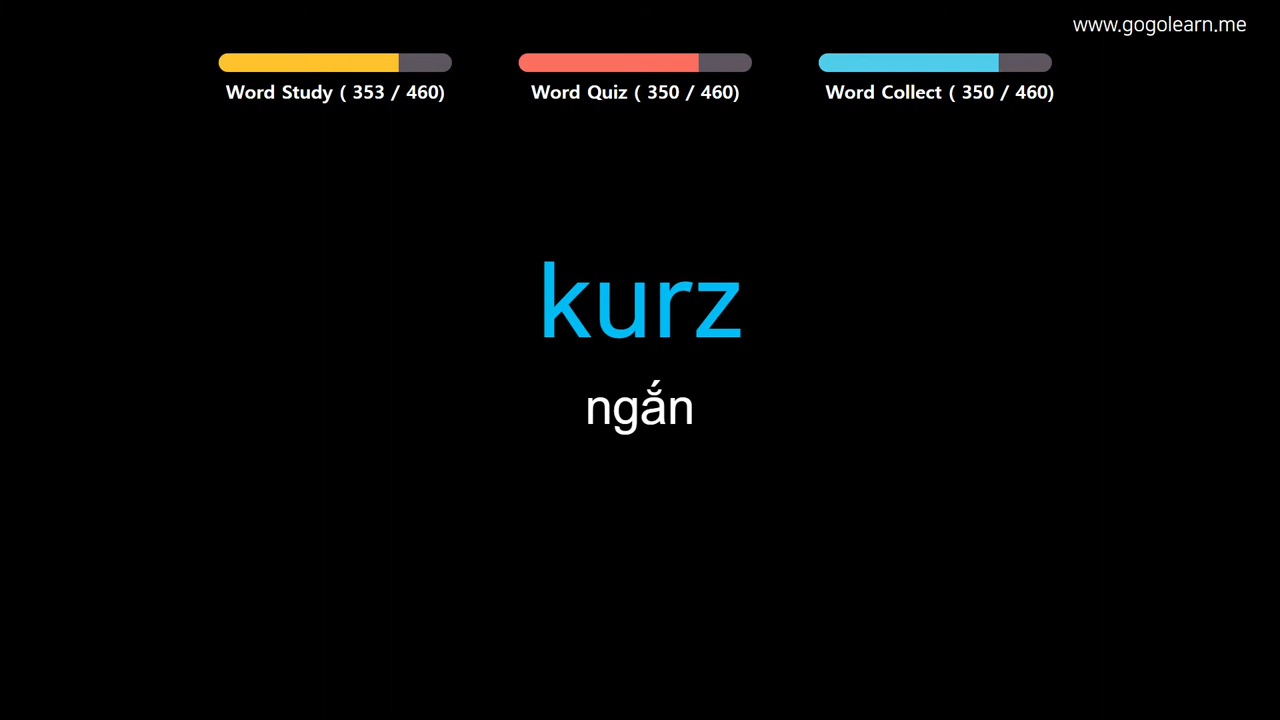 www.gogolearn.me
Word Study ( 353 / 460)
Word Quiz ( 350 / 460)
Word Collect ( 350 / 460)
kurz
ngắn